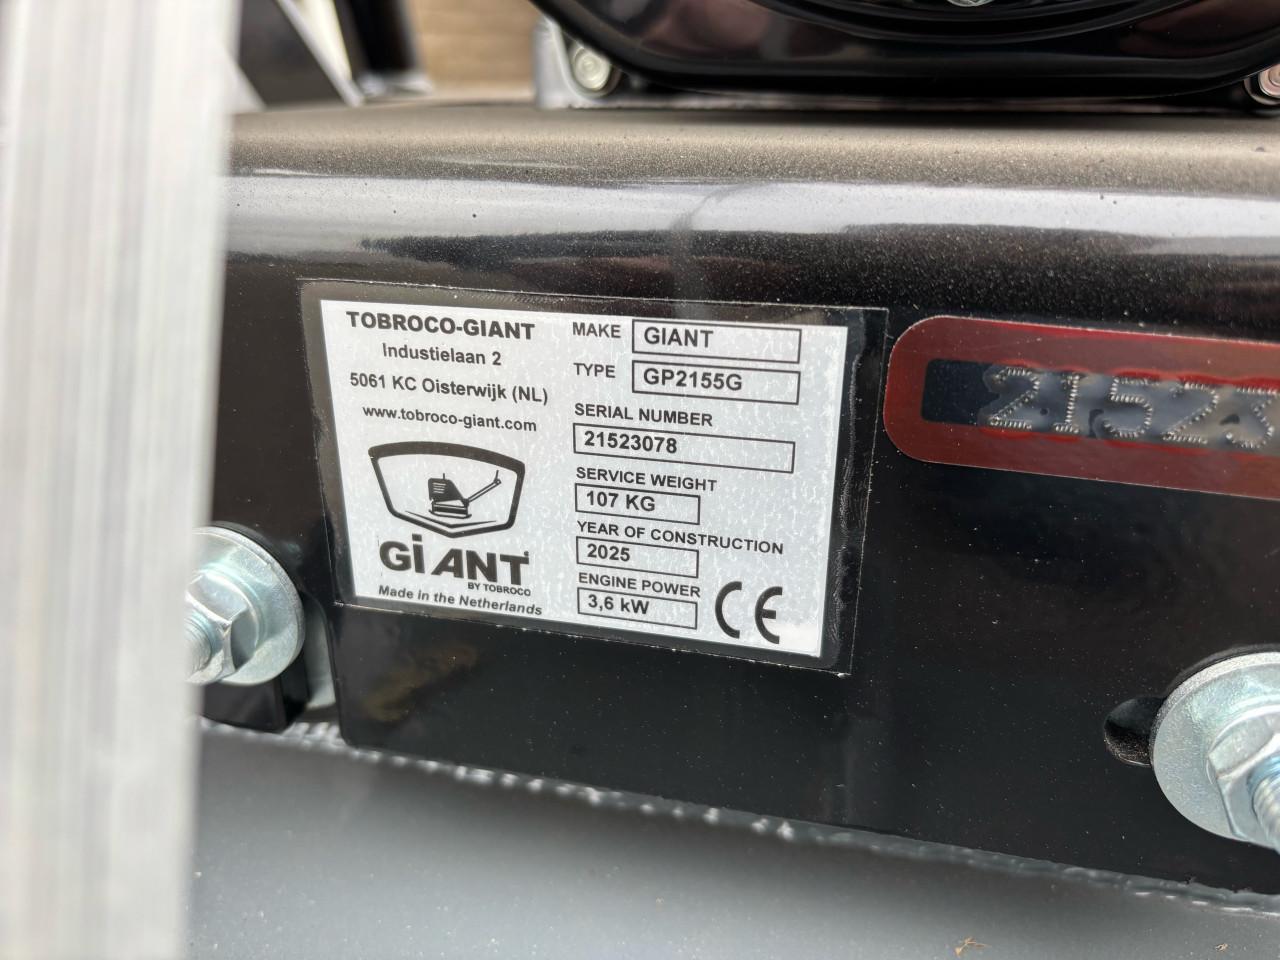 TOBROCO-GIANT
Industielaan 2
5061 KC Oisterwijk (NL)
www.tobroco-giant.com
GiANT
BY TOBROCO
Made in the Netherlands
MAKE GIANT
TYPE GP2155G
SERIAL NUMBER
21523078
SERVICE WEIGHT
107 KG
YEAR OF CONSTRUCTION
2025
ENGINE POWER
3,6 kW
CE
21523